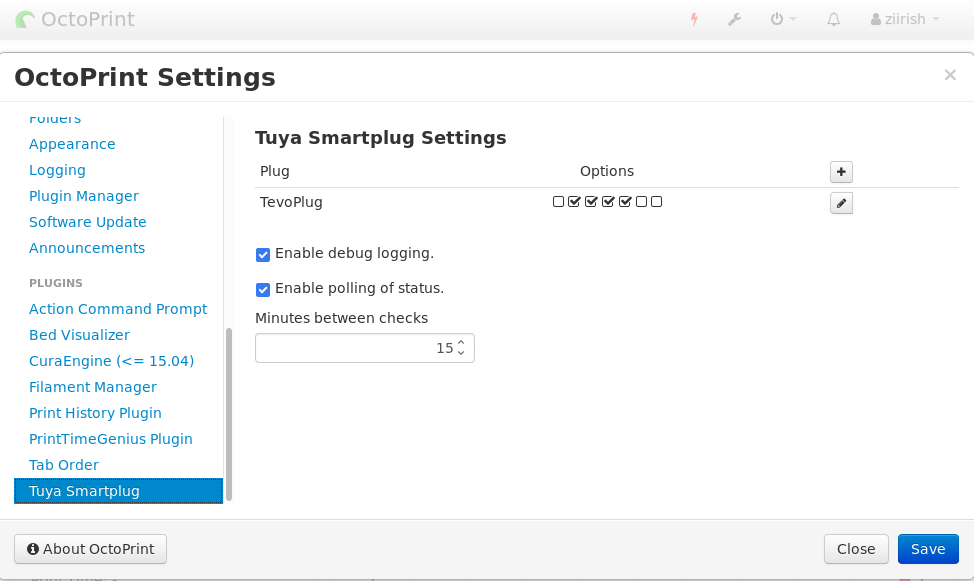 OctoPrint
ziirish
OctoPrint Settings
Folders
Appearance
Logging
Plugin Manager
Software Update
Announcements
PLUGINS
Action Command Prompt
Bed Visualizer
CuraEngine (<= 15.04)
Filament Manager
Print History Plugin
PrintTimeGenius Plugin
Tab Order
Tuya Smartplug
Tuya Smartplug Settings
Plug Options
TevoPlug
Enable debug logging.
Enable polling of status.
Minutes between checks
15
About OctoPrint
Close
Save